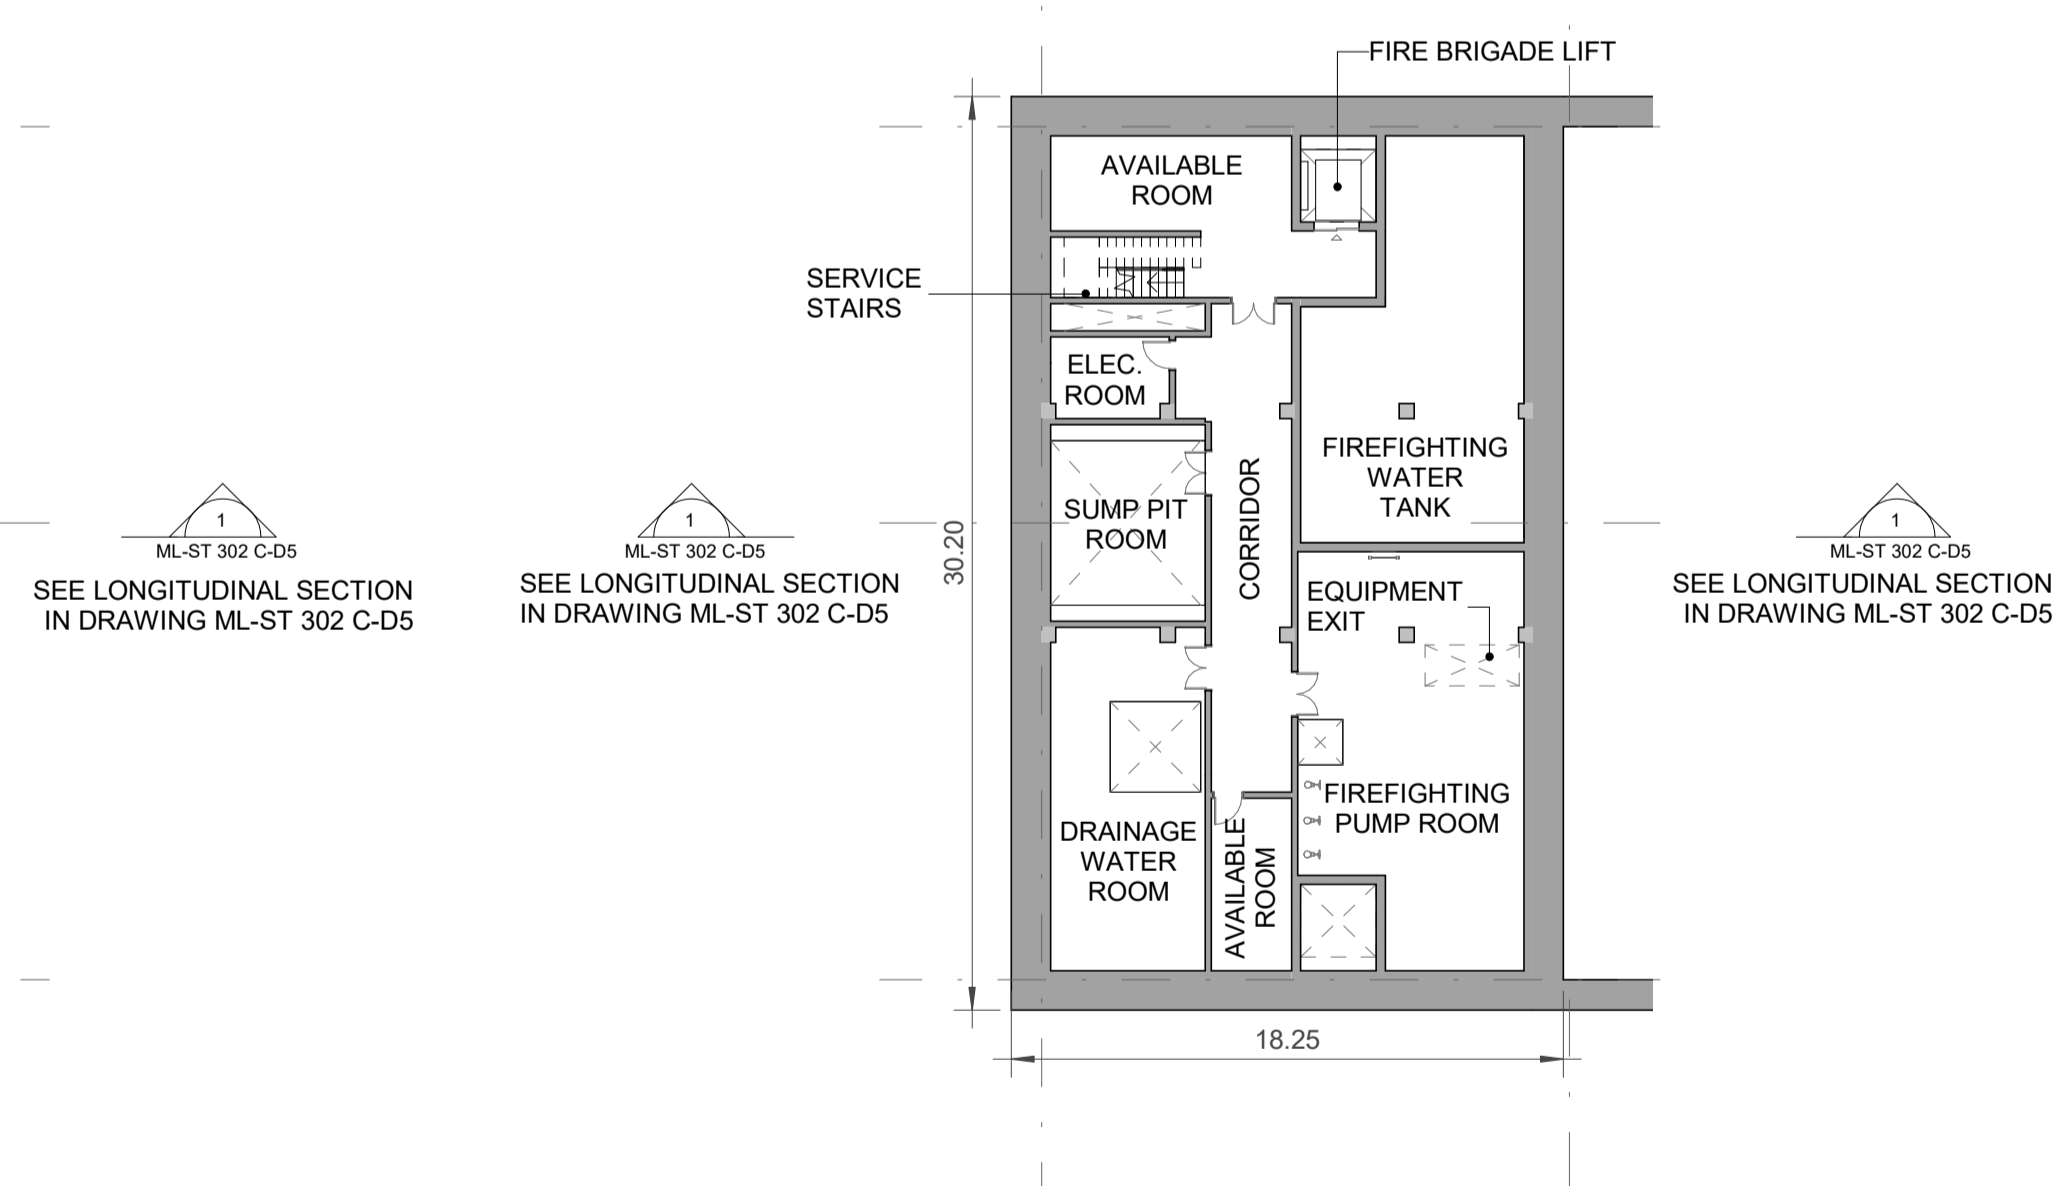 FIRE BRIGADE LIFT
AVAILABLE
ROOM
SERVICE
STAIRS
ELEC.
ROOM
SUMP PIT
ROOM
CORRIDOR
FIREFIGHTING
WATER
TANK
30.20
1
ML-ST 302 C-D5
SEE LONGITUDINAL SECTION
IN DRAWING ML-ST 302 C-D5
1
ML-ST 302 C-D5
SEE LONGITUDINAL SECTION
IN DRAWING ML-ST 302 C-D5
1
ML-ST 302 C-D5
SEE LONGITUDINAL SECTION
IN DRAWING ML-ST 302 C-D5
EQUIPMENT
EXIT
FIREFIGHTING
PUMP ROOM
DRAINAGE
WATER
ROOM
AVAILABLE
ROOM
18.25